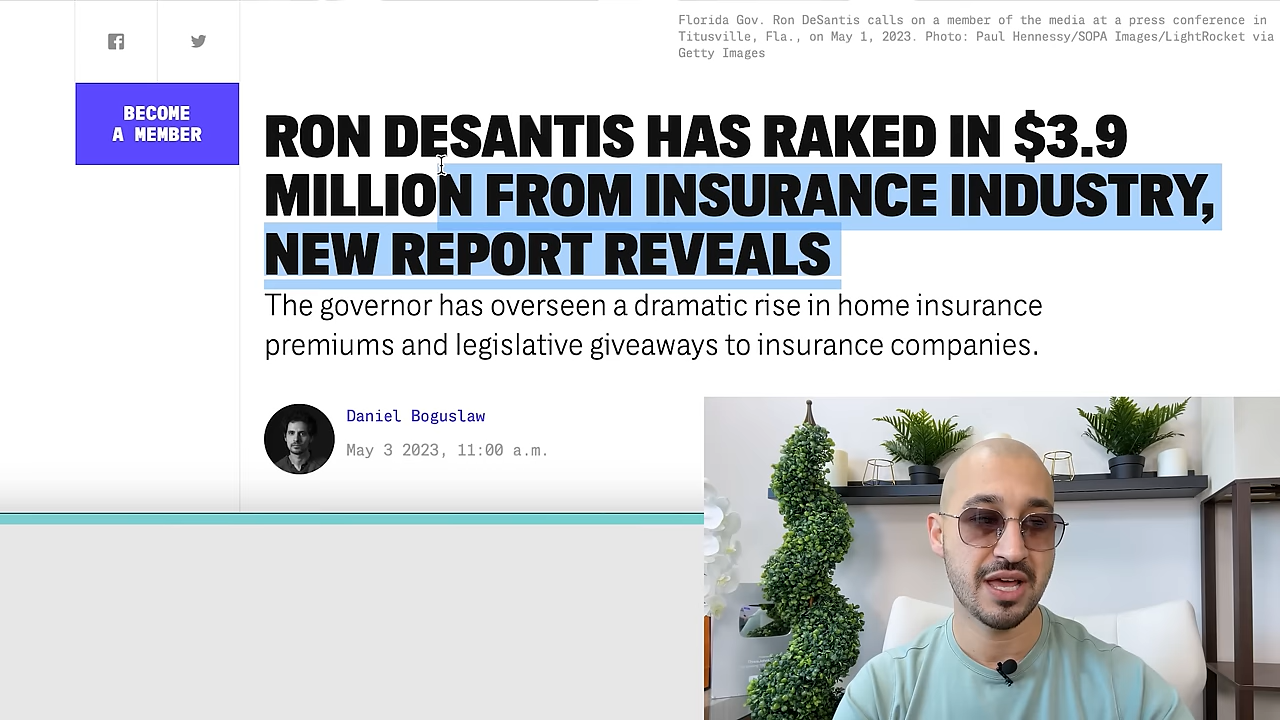 Florida Gov. Ron DeSantis calls on a member of the media at a press conference in
Titusville, Fla., on May 1, 2023. Photo: Paul Hennessy/SOPA Images/LightRocket via
Getty Images
BECOME
A MEMBER
RON DESANTIS HAS RAKED IN $3.9
MILLION FROM INSURANCE INDUSTRY,
NEW REPORT REVEALS
The governor has overseen a dramatic rise in home insurance
premiums and legislative giveaways to insurance companies.
Daniel Boguslaw
May 3 2023, 11:00 a.m.